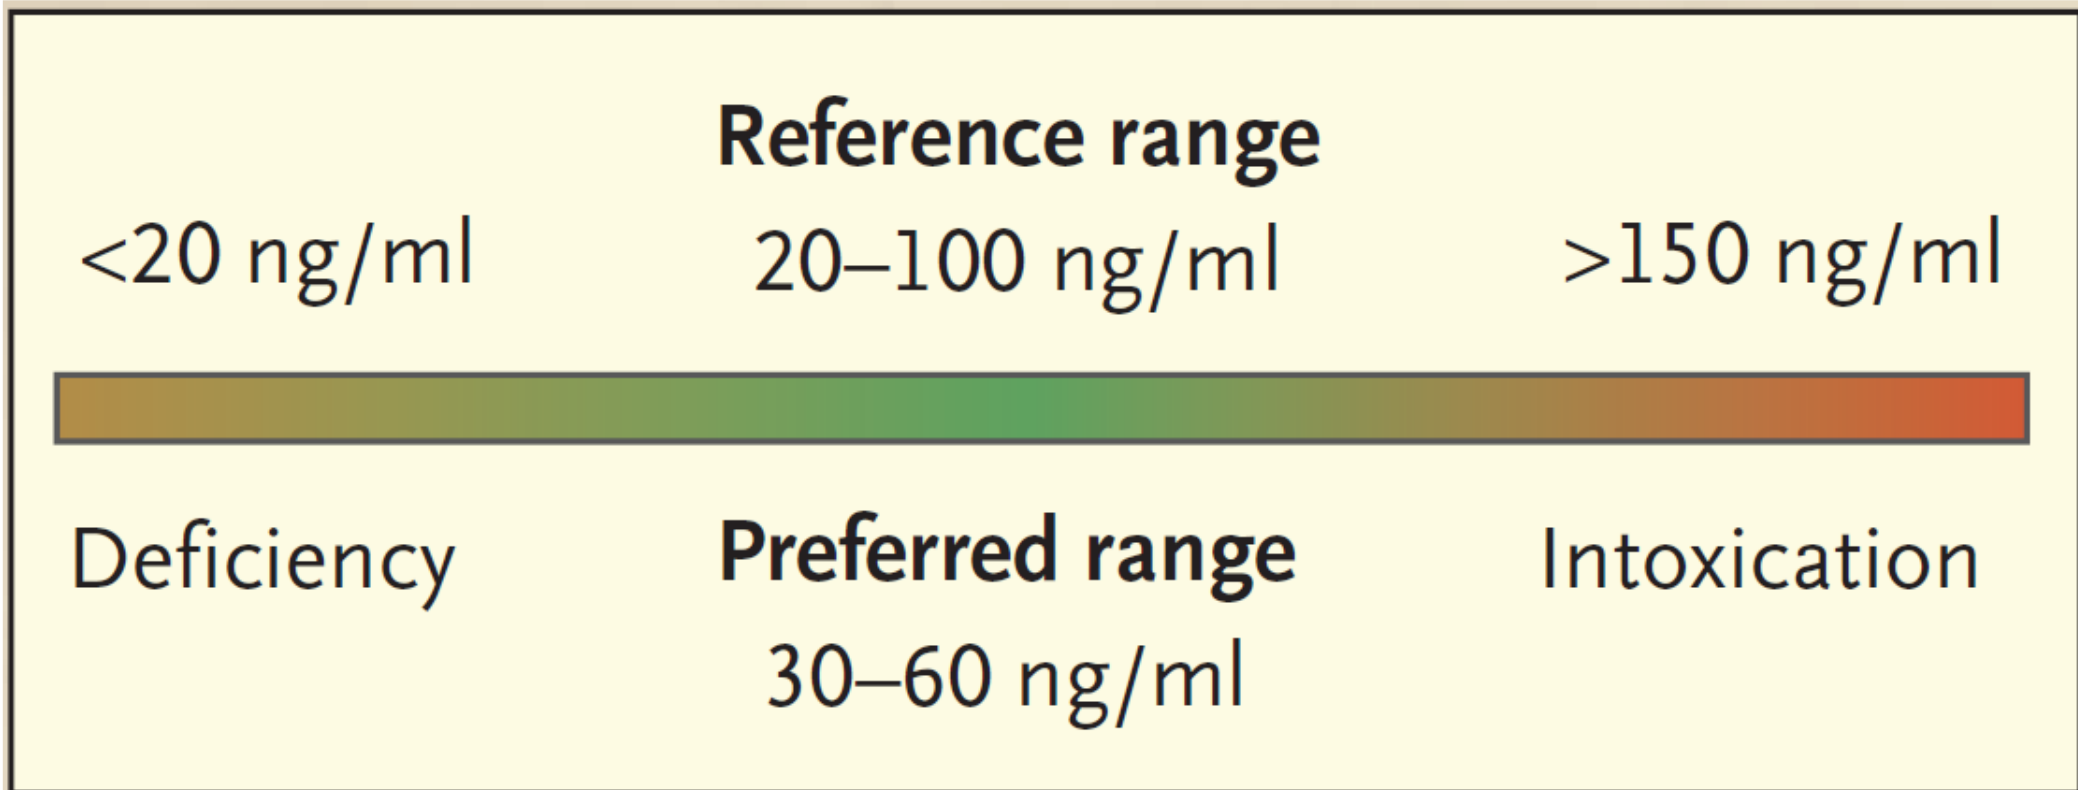 Reference range
<20 ng/ml
20–100 ng/ml
>150 ng/ml
Deficiency
Preferred range
Intoxication
30–60 ng/ml